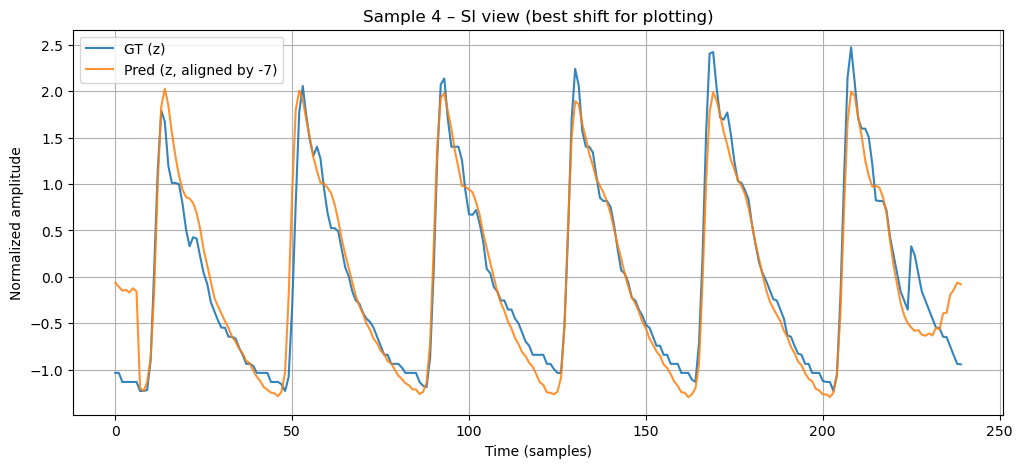 Sample 4 – SI view (best shift for plotting)
GT (z)
Pred (z, aligned by -7)
Normalized amplitude
2.5
2.0
1.5
1.0
0.5
0.0
−0.5
−1.0
0
50
100
150
200
250
Time (samples)